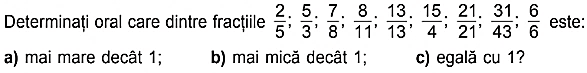 Determinați oral care dintre fracțiile 2/5; 5/3; 7/8; 8/11; 13/13; 15/4; 21/21; 31/43; 6/6 este:
a) mai mare decât 1; b) mai mică decât 1; c) egală cu 1?